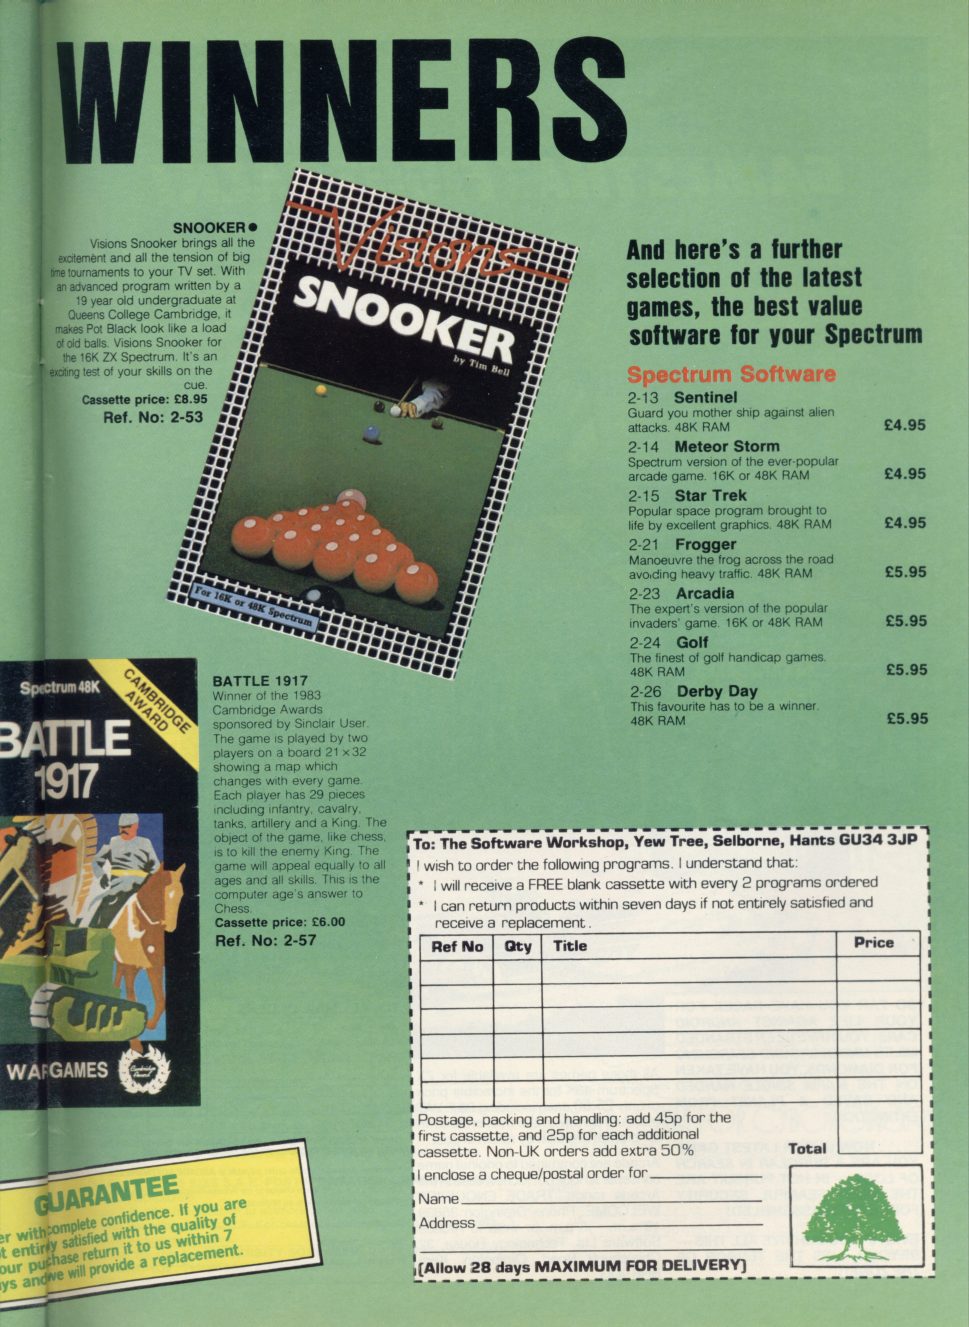 WINNERS
SNOOKER●
Visions Snooker brings all the
excitement and all the tension of big
time tournaments to your TV set. With
an advanced program written by a
19 year old undergraduate at
Queens College Cambridge, it
makes Pot Black look like a load
of old balls. Visions Snooker for
the 16K ZX Spectrum. It's an
exciting test of your skills on the
cue.
Cassette price: £8.95
Ref. No: 2-53
Visions
SNOOKER
by Tim Bell
For 16K or 48K Spectrum
And here's a further
selection of the latest
games, the best value
software for your Spectrum
Spectrum Software
2-13 Sentinel
Guard you mother ship against alien
attacks. 48K RAM £4.95
2-14 Meteor Storm
Spectrum version of the ever-popular
arcade game. 16K or 48K RAM £4.95
2-15 Star Trek
Popular space program brought to
life by excellent graphics. 48K RAM £4.95
2-21 Frogger
Manoeuvre the frog across the road
avoiding heavy traffic. 48K RAM £5.95
2-23 Arcadia
The expert's version of the popular
invaders' game. 16K or 48K RAM £5.95
2-24 Golf
The finest of golf handicap games.
48K RAM £5.95
2-26 Derby Day
This favourite has to be a winner.
48K RAM £5.95
Spectrum 48K
CAMBRIDGE
AWARD
BATTLE
1917
WARGAMES
Cambridge
Award
BATTLE 1917
Winner of the 1983
Cambridge Awards
sponsored by Sinclair User.
The game is played by two
players on a board 21 x 32
showing a map which
changes with every game.
Each player has 29 pieces
including infantry, cavalry,
tanks, artillery and a King. The
object of the game, like chess,
is to kill the enemy King. The
game will appeal equally to all
ages and all skills. This is the
computer age's answer to
Chess.
Cassette price: £6.00
Ref. No: 2-57
To: The Software Workshop, Yew Tree, Selborne, Hants GU34 3JP
I wish to order the following programs. I understand that:
* I will receive a FREE blank cassette with every 2 programs ordered
* I can return products within seven days if not entirely satisfied and
receive a replacement.
Ref No Qty Title Price
Postage, packing and handling: add 45p for the
first cassette, and 25p for each additional
cassette. Non-UK orders add extra 50%
Total
I enclose a cheque/postal order for
Name
Address
(Allow 28 days MAXIMUM FOR DELIVERY)
GUARANTEE
er with complete confidence. If you are
t entirely satisfied with the quality of
our purchase return it to us within 7
ys and we will provide a replacement.